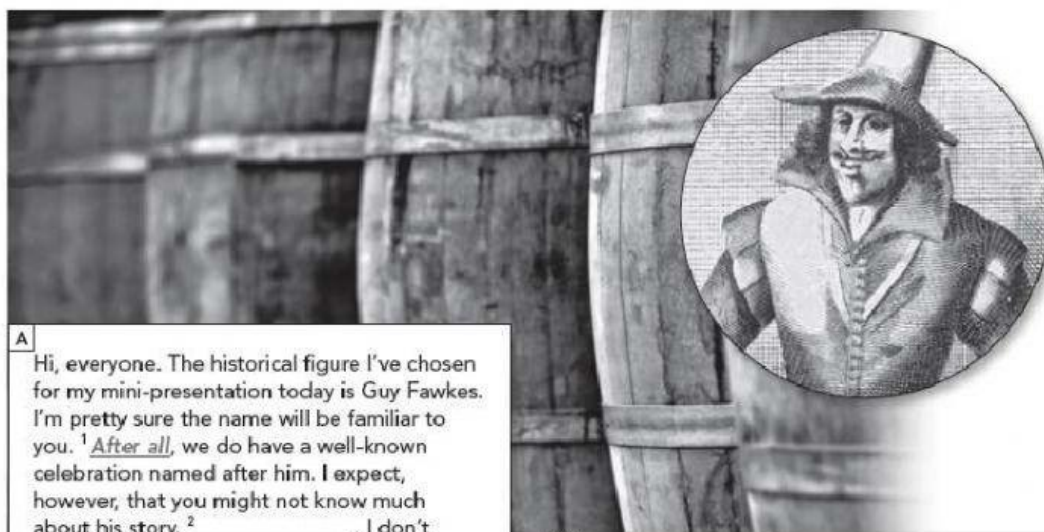 A
Hi, everyone. The historical figure I've chosen
for my mini-presentation today is Guy Fawkes.
I'm pretty sure the name will be familiar to
you. ¹ After all, we do have a well-known
celebration named after him. I expect,
however, that you might not know much
about his story. ² ____________. I don't